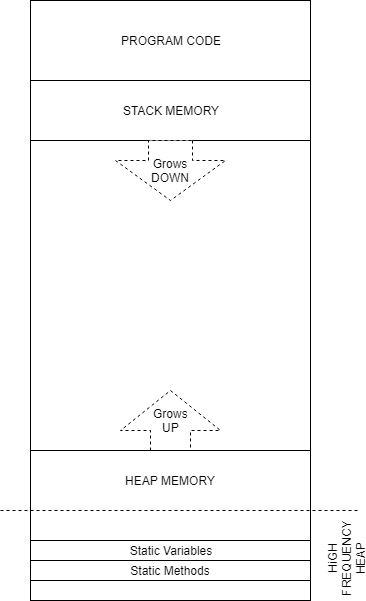 PROGRAM CODE
STACK MEMORY
Grows
DOWN
Grows
UP
HEAP MEMORY
Static Variables
Static Methods
HiGH
FREQUENCY
HEAP